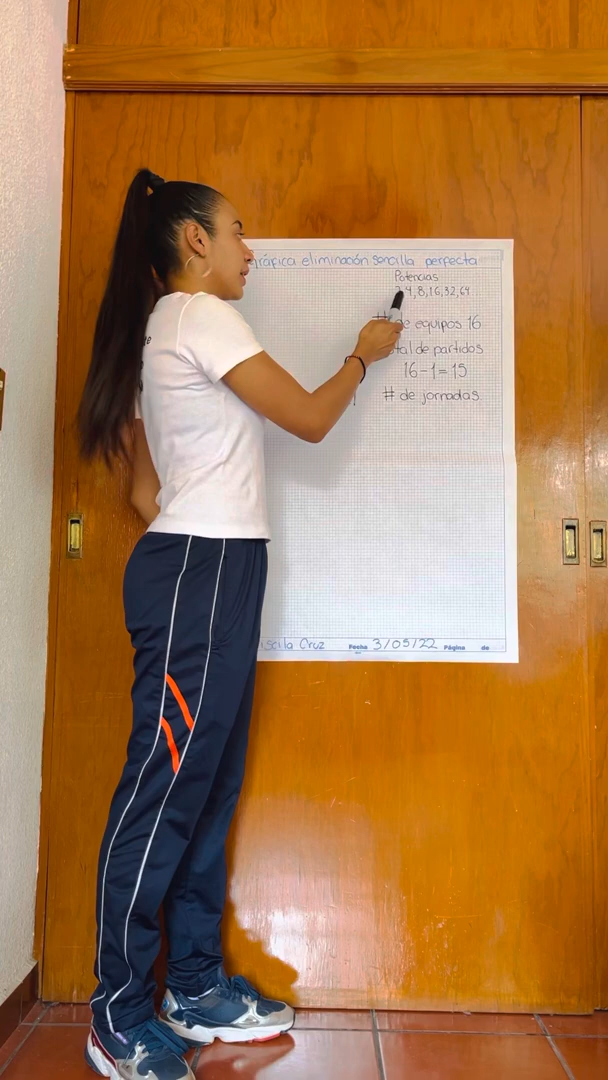 gráfica eliminación sencilla perfecta
Potencias
2,4,8,16,32,64
# de equipos 16
total de partidos
16-1=15
# de jornadas
Cruz Fecha 3/05/22 Página de